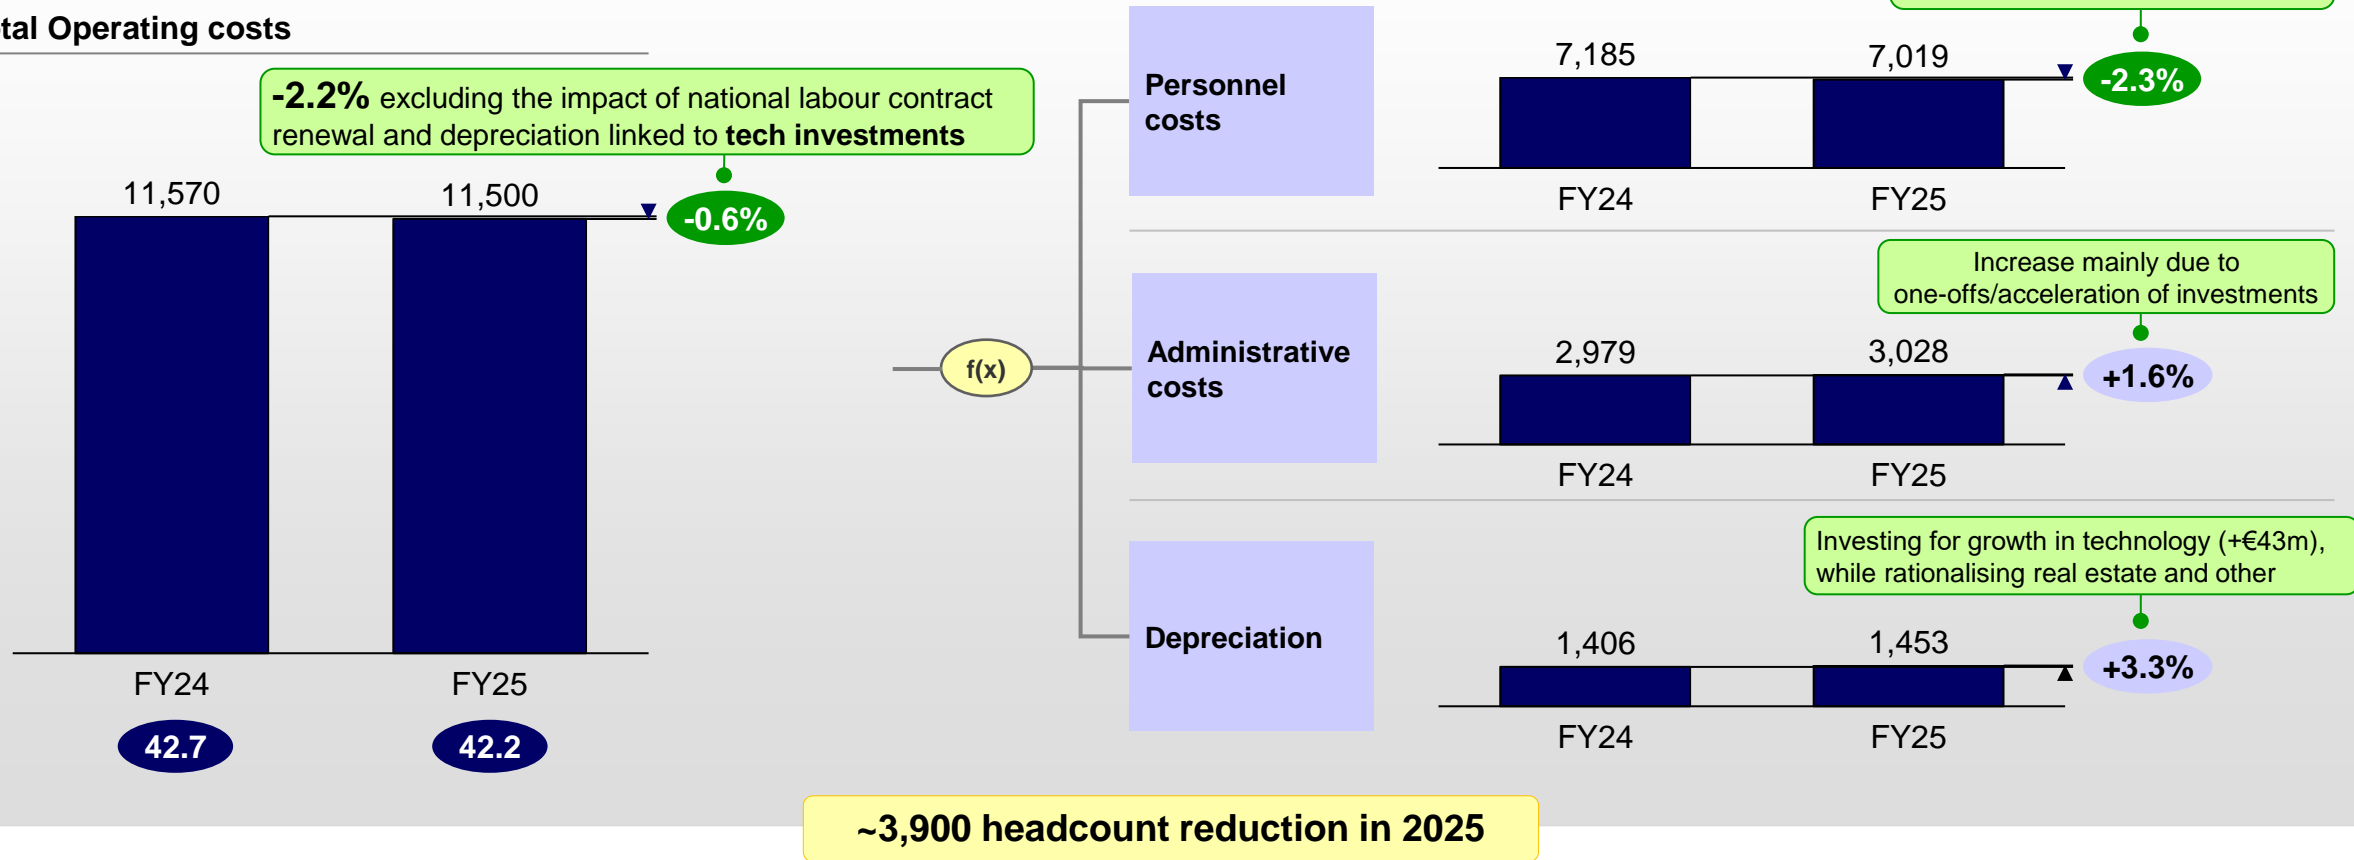 tal Operating costs
-2.2% excluding the impact of national labour contract
renewal and depreciation linked to tech investments
11,570
11,500
-0.6%
FY24
FY25
42.7
42.2
f(x)
Personnel
costs
7,185
7,019
-2.3%
FY24
FY25
Administrative
costs
Increase mainly due to
one-offs/acceleration of investments
2,979
3,028
+1.6%
FY24
FY25
Depreciation
Investing for growth in technology (+€43m),
while rationalising real estate and other
1,406
1,453
+3.3%
FY24
FY25
~3,900 headcount reduction in 2025